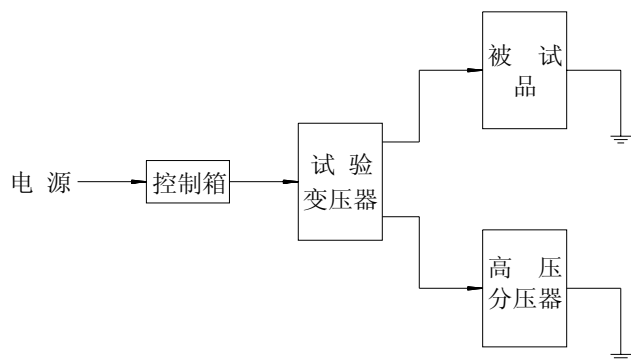 被 试
品
试 验
变压器
电 源
控制箱
高 压
分压器